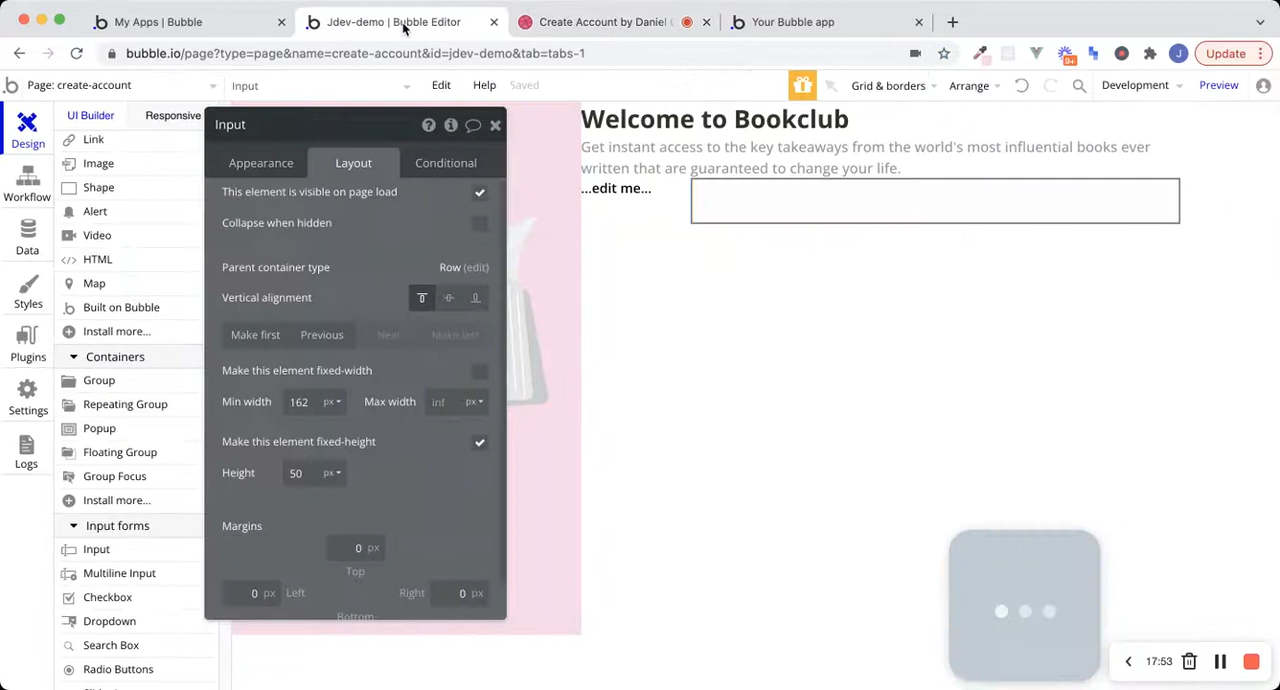 My Apps | Bubble
Jdev-demo | Bubble Editor
Create Account by Daniel
Your Bubble app
bubble.io/page?type=page&name=create-account&id=jdev-demo&tab=tabs-1
9+
J
Update
Page: create-account
Input
Edit
Help
Saved
Grid & borders
Arrange
Development
Preview
Design
Workflow
Data
Styles
Plugins
Settings
Logs
UI Builder
Responsive
Link
Image
Shape
Alert
Video
HTML
Map
Built on Bubble
Install more...
Containers
Group
Repeating Group
Popup
Floating Group
Group Focus
Install more...
Input forms
Input
Multiline Input
Checkbox
Dropdown
Search Box
Radio Buttons
Input
Appearance
Layout
Conditional
This element is visible on page load
Collapse when hidden
Parent container type
Row (edit)
Vertical alignment
Make first
Previous
Next
Make last
Make this element fixed-width
Min width 162 px
Max width inf px
Make this element fixed-height
Height 50 px
Margins
0 px
Top
0 px Left
Right 0 px
Bottom
Welcome to Bookclub
Get instant access to the key takeaways from the world's most influential books ever
written that are guaranteed to change your life.
...edit me...
17:53